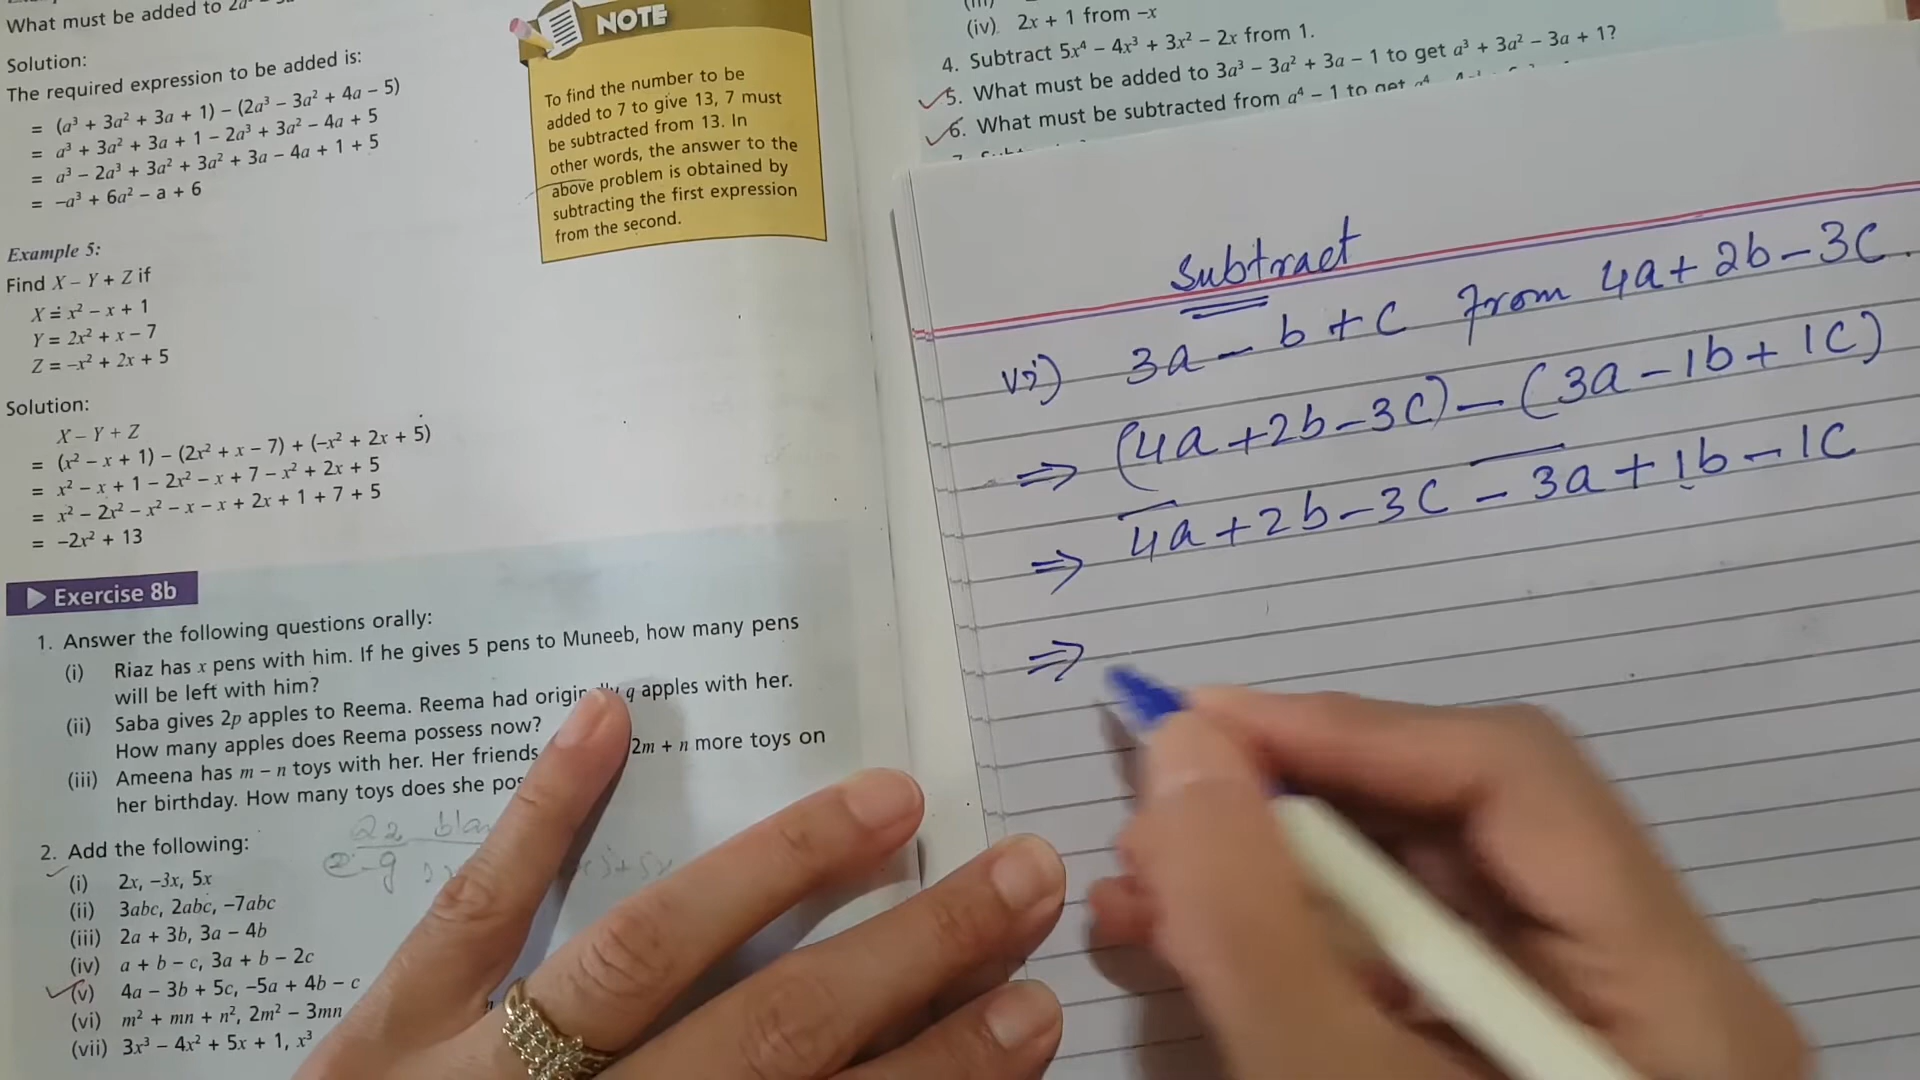 What must be added to 2a
Solution:
The required expression to be added is:
= (a³ + 3a² + 3a + 1) – (2a³ – 3a² + 4a – 5)
= a³ + 3a² + 3a + 1 – 2a³ + 3a² – 4a + 5
= a³ – 2a³ + 3a² + 3a² + 3a – 4a + 1 + 5
= –a³ + 6a² – a + 6
NOTE
To find the number to be
added to 7 to give 13, 7 must
be subtracted from 13. In
other words, the answer to the
above problem is obtained by
subtracting the first expression
from the second.
Example 5:
Find X – Y + Z if
X = x² – x + 1
Y = 2x² + x – 7
Z = –x² + 2x + 5
Solution:
X – Y + Z
= (x² – x + 1) – (2x² + x – 7) + (–x² + 2x + 5)
= x² – x + 1 – 2x² – x + 7 – x² + 2x + 5
= x² – 2x² – x² – x – x + 2x + 1 + 7 + 5
= –2x² + 13
Exercise 8b
1. Answer the following questions orally:
(i) Riaz has x pens with him. If he gives 5 pens to Muneeb, how many pens
will be left with him?
(ii) Saba gives 2p apples to Reema. Reema had q apples with her.
How many apples does Reema possess now?
(iii) Ameena has m – n toys with her. Her friends 2m + n more toys on
her birthday. How many toys does she
2. Add the following:
(i) 2x, –3x, 5x
(ii) 3abc, 2abc, –7abc
(iii) 2a + 3b, 3a – 4b
(iv) a + b – c, 3a + b – 2c
(v) 4a – 3b + 5c, –5a + 4b – c
(vi) m² + mn + n², 2m² – 3mn
(vii) 3x³ – 4x² + 5x + 1, x³
(iv) 2x + 1 from –x
4. Subtract 5x⁴ – 4x³ + 3x² – 2x from 1.
5. What must be added to 3a³ – 3a² + 3a – 1 to get a³ + 3a² – 3a + 1?
6. What must be subtracted from a⁴ – 1 to get
Subtract
vi) 3a – b + c from 4a + 2b – 3c.
⇒ (4a + 2b – 3c) – (3a – 1b + 1c)
⇒ 4a + 2b – 3c – 3a + 1b – 1c
⇒